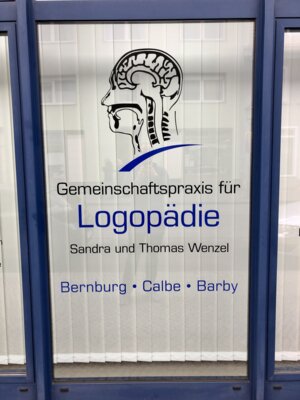 Gemeinschaftspraxis für
Logopädie
Sandra und Thomas Wenzel
Bernburg • Calbe • Barby